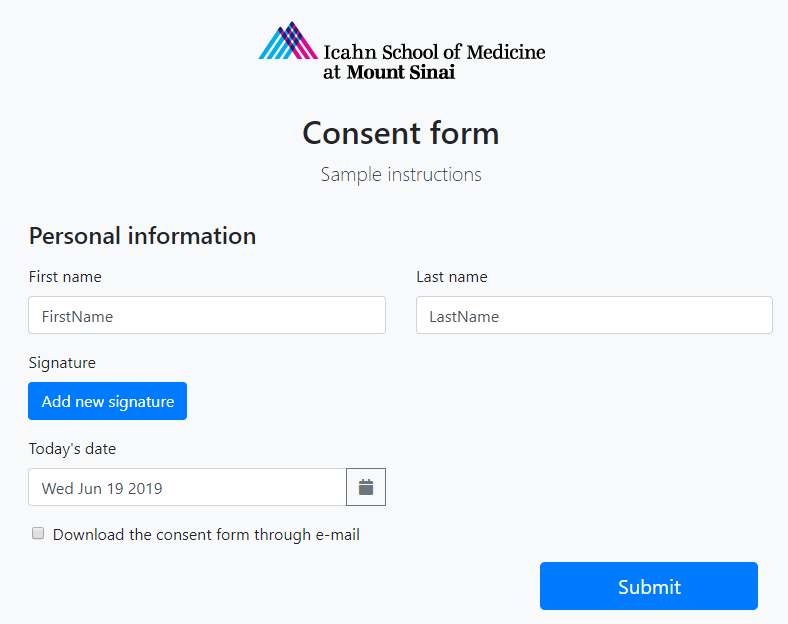 Icahn School of Medicine
at Mount Sinai
Consent form
Sample instructions
Personal information
First name
Last name
FirstName
LastName
Signature
Add new signature
Today's date
Wed Jun 19 2019
Download the consent form through e-mail
Submit